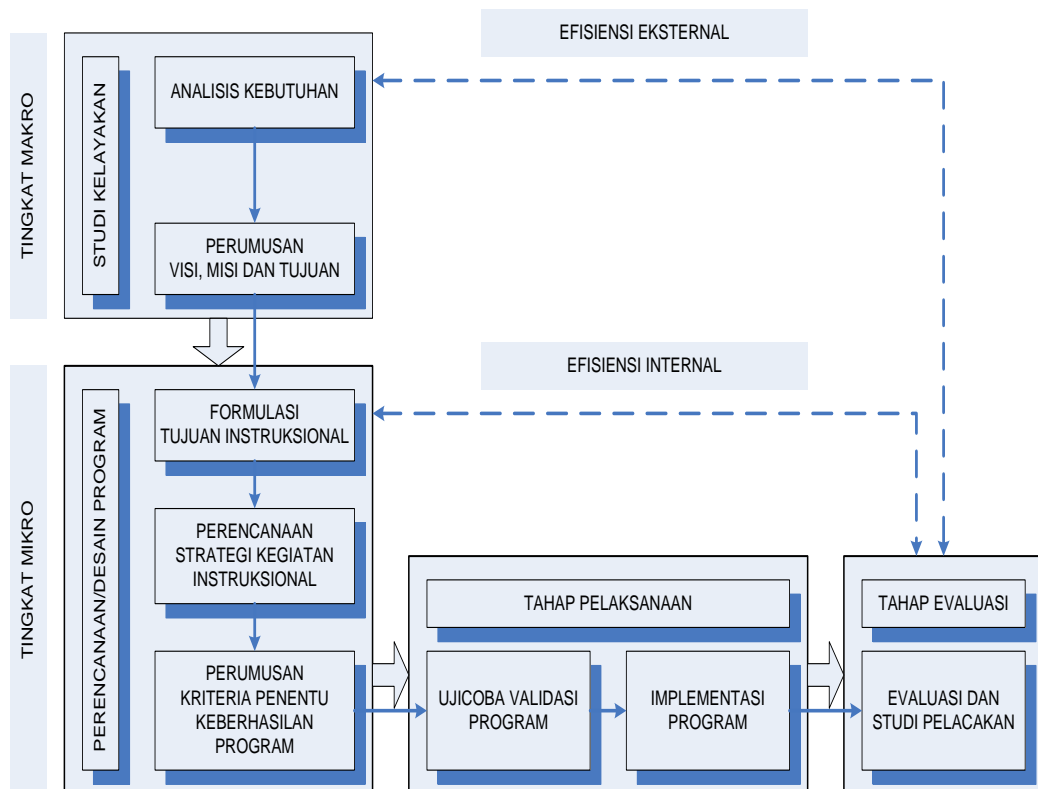 EFISIENSI EKSTERNAL
TINGKAT MAKRO
STUDI KELAYAKAN
ANALISIS KEBUTUHAN
PERUMUSAN
VISI, MISI DAN TUJUAN
EFISIENSI INTERNAL
TINGKAT MIKRO
PERENCANAAN/DESAIN PROGRAM
FORMULASI
TUJUAN INSTRUKSIONAL
PERENCANAAN
STRATEGI KEGIATAN
INSTRUKSIONAL
PERUMUSAN
KRITERIA PENENTU
KEBERHASILAN
PROGRAM
TAHAP PELAKSANAAN
UJICOBA VALIDASI
PROGRAM
IMPLEMENTASI
PROGRAM
TAHAP EVALUASI
EVALUASI DAN
STUDI PELACAKAN